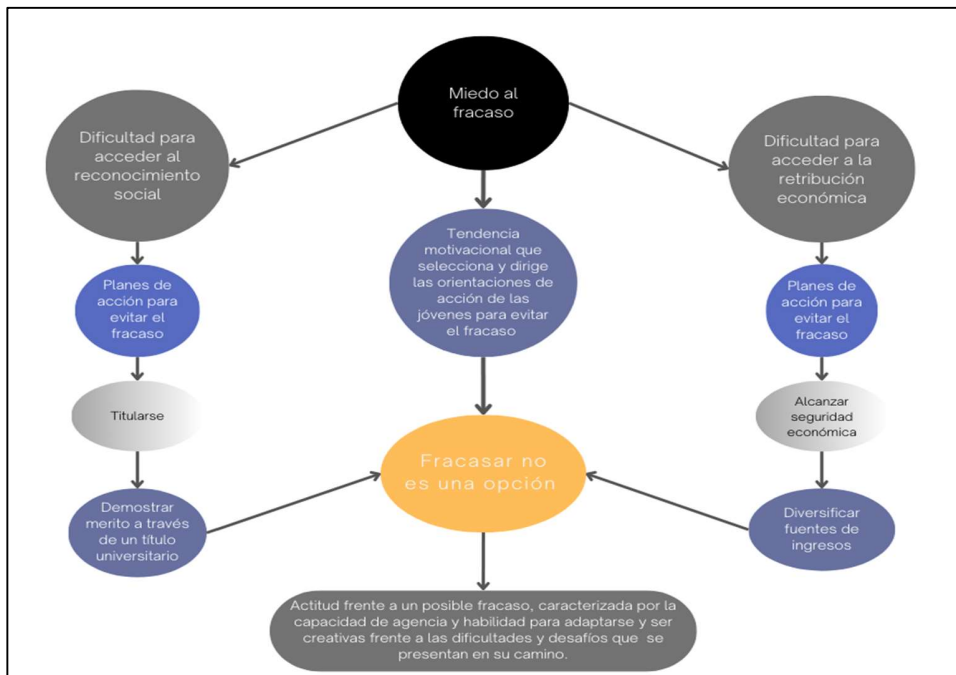 Miedo al
fracaso
Dificultad para
acceder al
reconocimiento
social
Dificultad para
acceder a la
retribución
económica
Tendencia
motivacional que
selecciona y dirige
las orientaciones
de acción de las
jóvenes para evitar
el fracaso
Planes de
acción para
evitar el
fracaso
Planes de
acción para
evitar el
fracaso
Titularse
Alcanzar
seguridad
económica
Fracasar no
es una opción
Demostrar
merito a través
de un título
universitario
Diversificar
fuentes de
ingresos
Actitud frente a un posible fracaso, caracterizada por la
capacidad de agencia y habilidad para adaptarse y ser
creativas frente a las dificultades y desafíos que se
presentan en su camino.